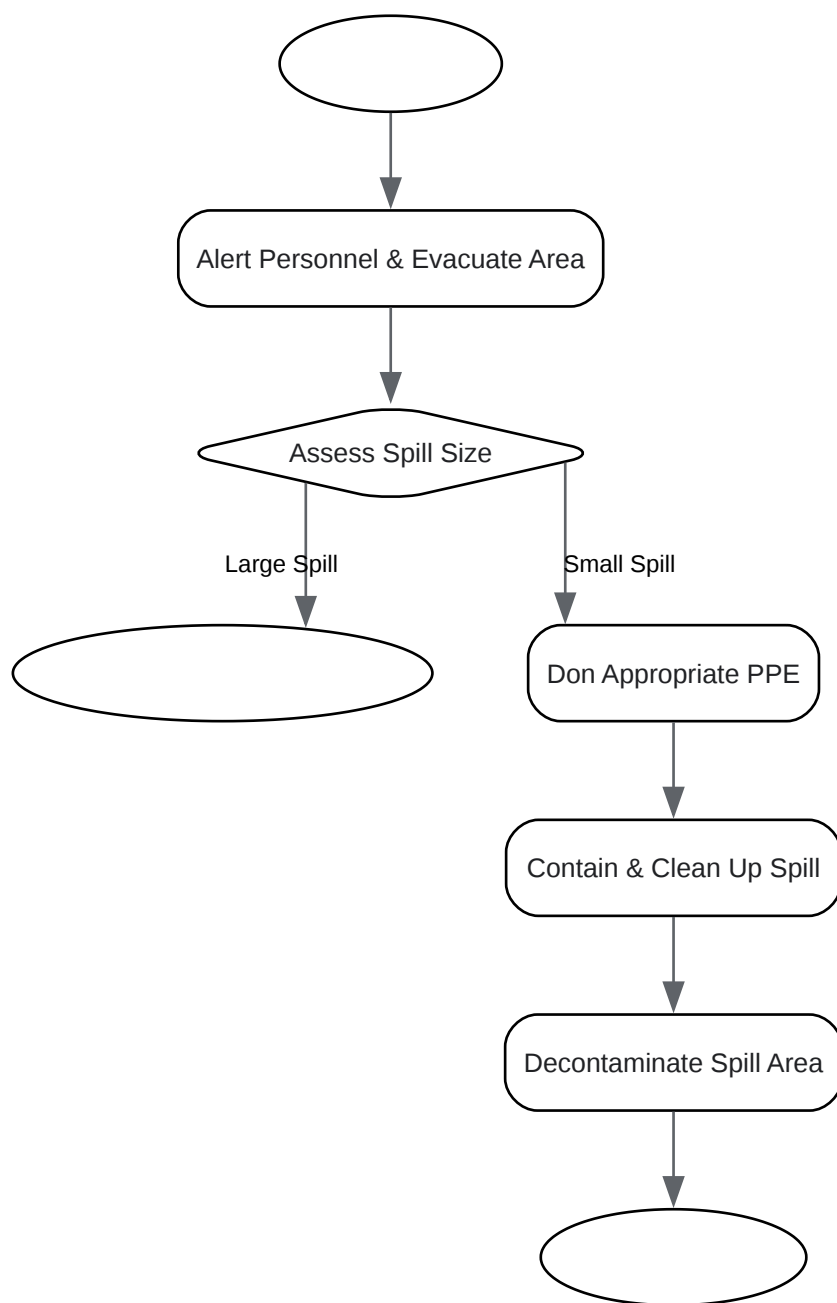 Alert Personnel & Evacuate Area
Assess Spill Size
Large Spill
Small Spill
Don Appropriate PPE
Contain & Clean Up Spill
Decontaminate Spill Area